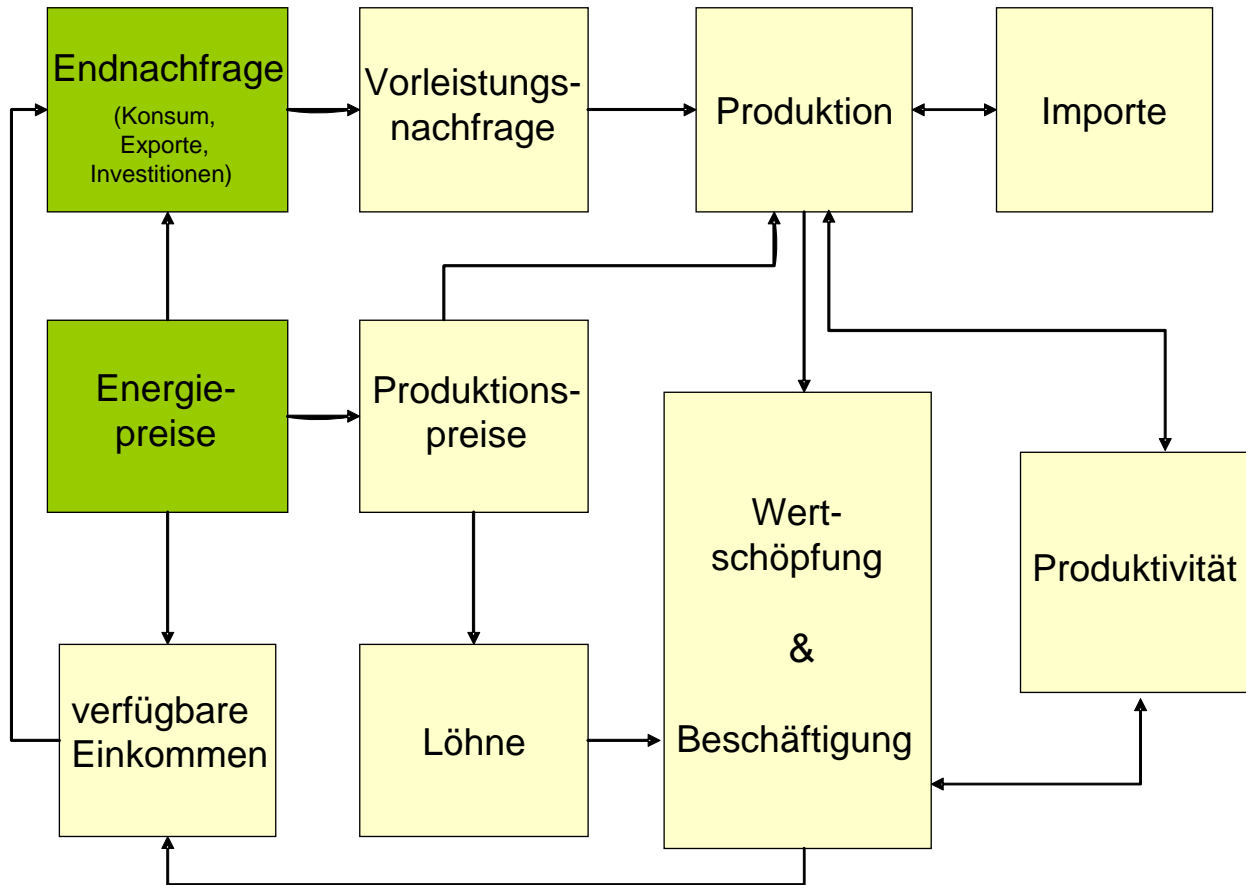 Endnachfrage
(Konsum,
Exporte,
Investitionen)
Vorleistungs-
nachfrage
Produktion
Importe
Energie-
preise
Produktions-
preise
Wert-
schöpfung
&
Beschäftigung
Produktivität
verfügbare
Einkommen
Löhne